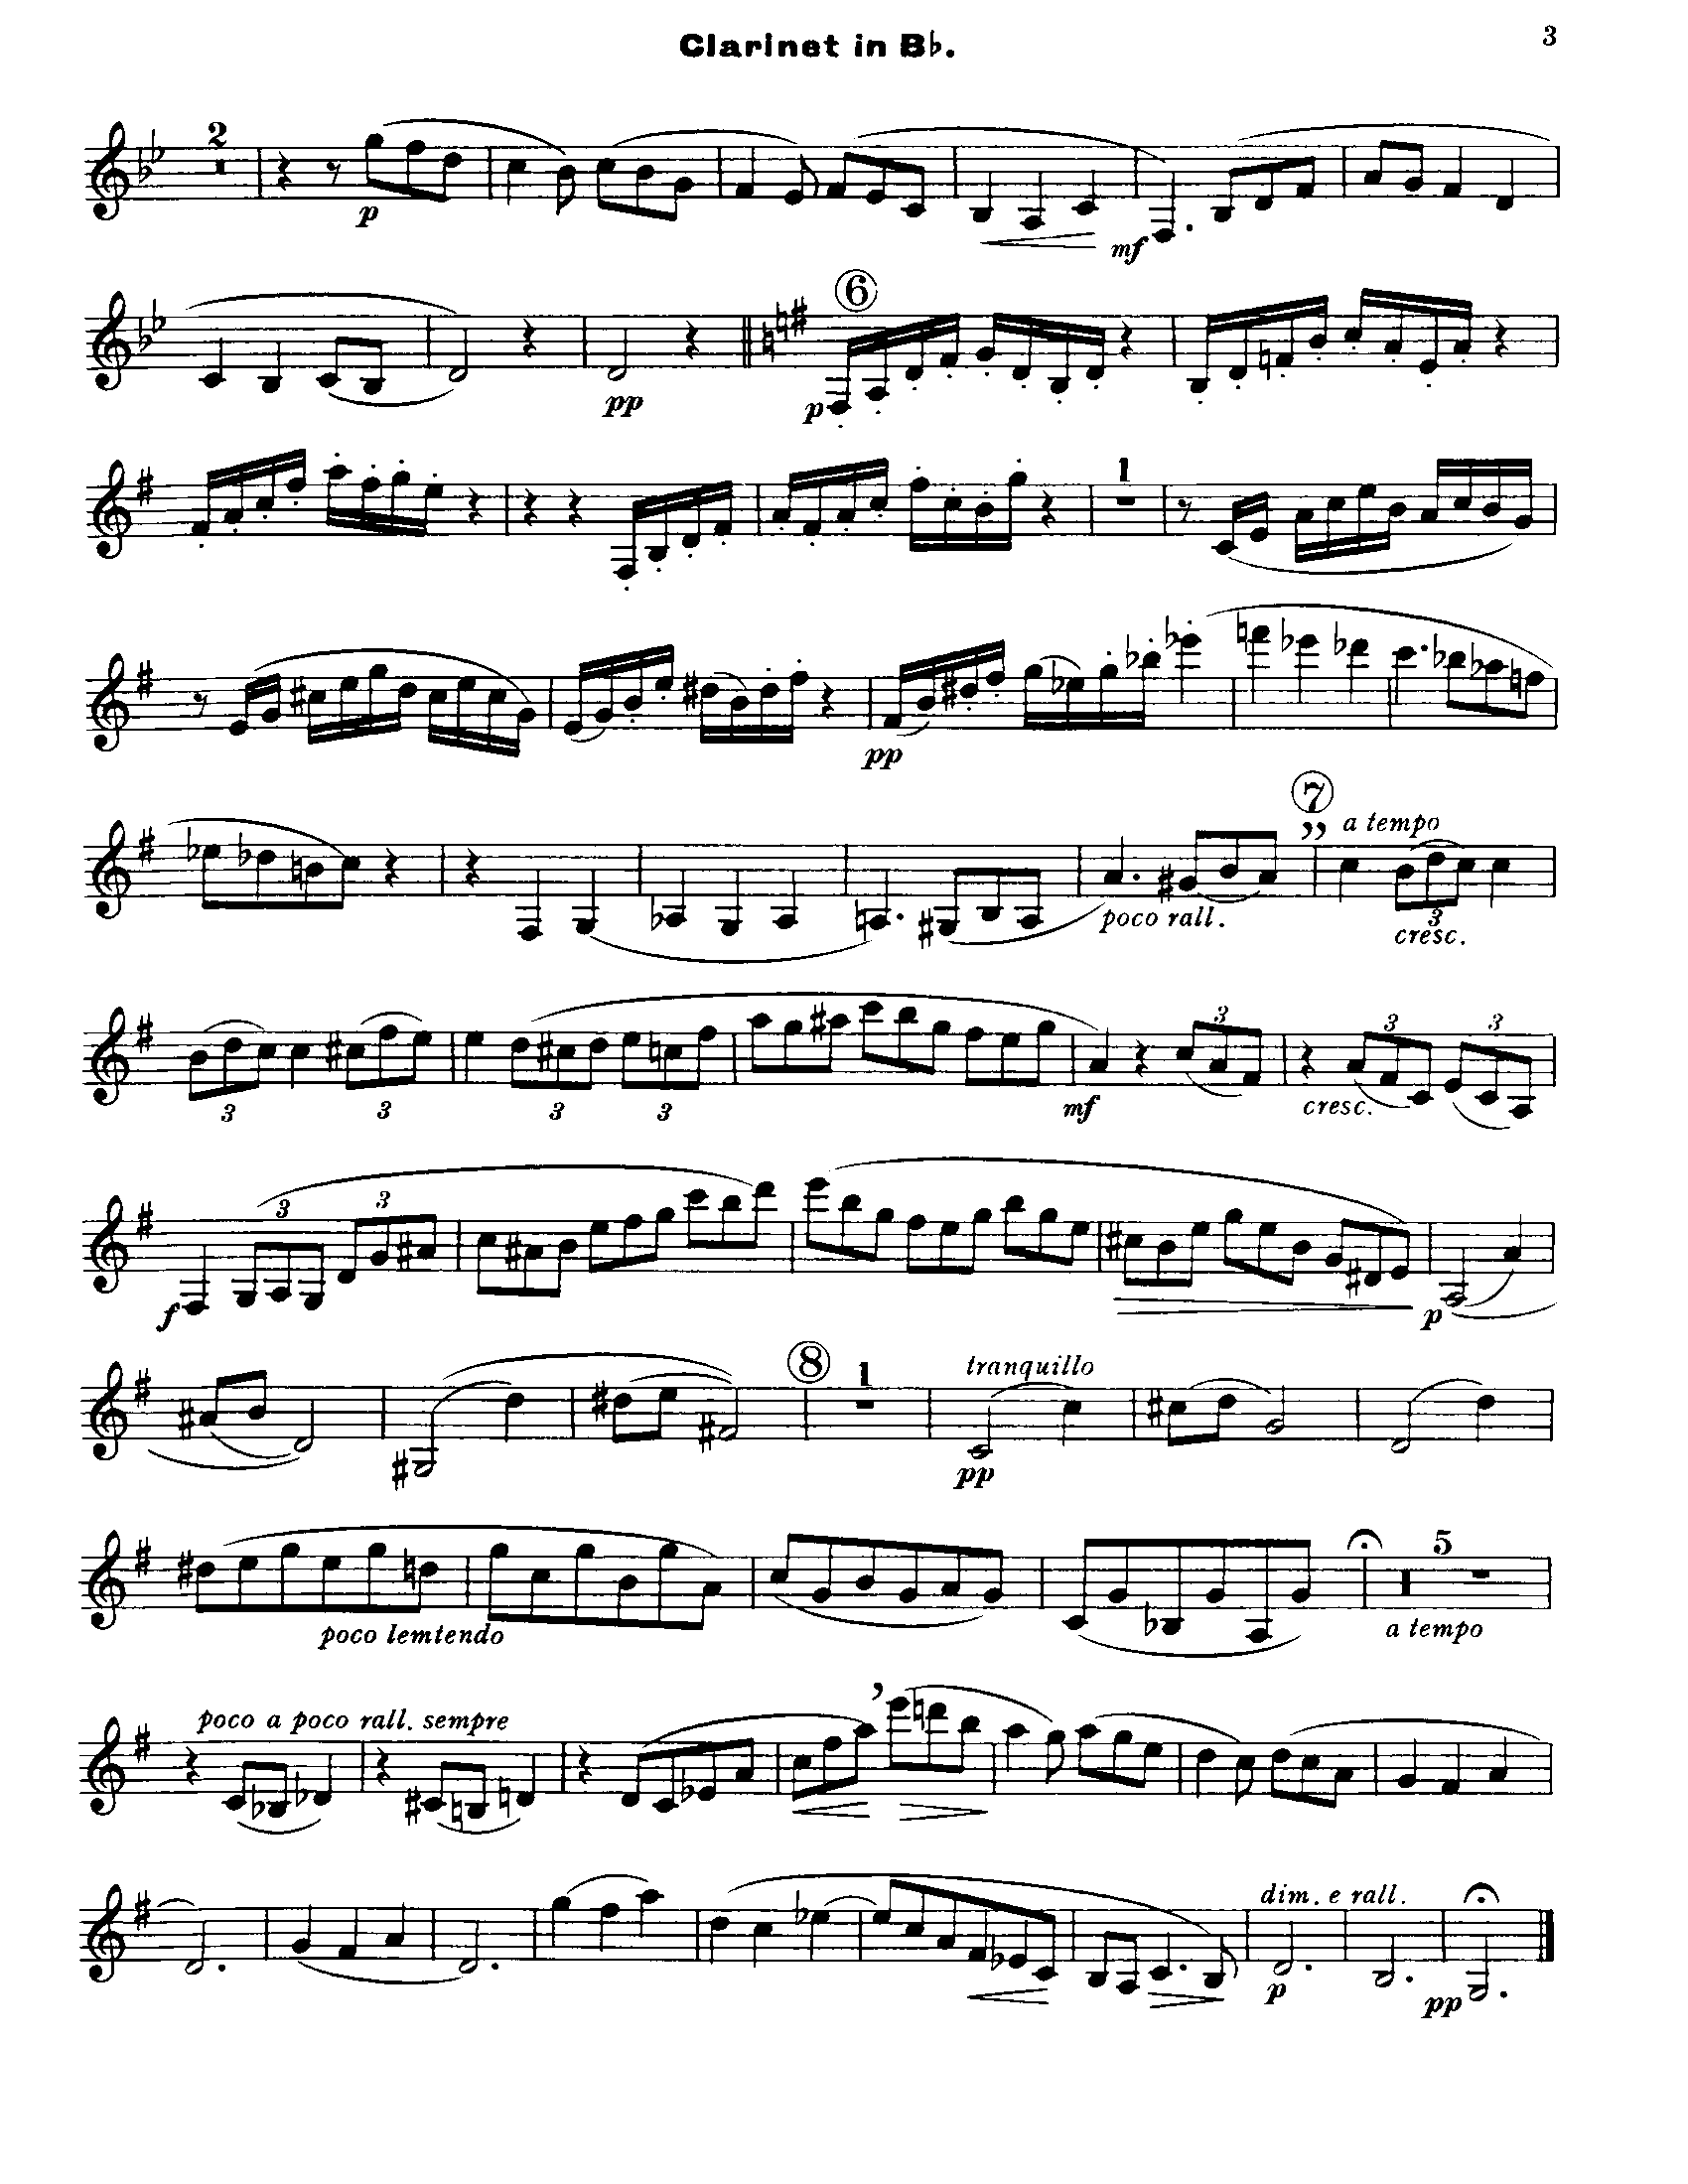 Clarinet in B♭.
3
2
p
mf
6
pp
p
1
pp
7
a tempo
poco rall.
3
cresc.
3
3
3
3
3
3
3
mf
cresc.
3
3
f
p
8
1
tranquillo
pp
5
poco lemtendo
a tempo
poco a poco rall. sempre
dim. e rall.
p
pp